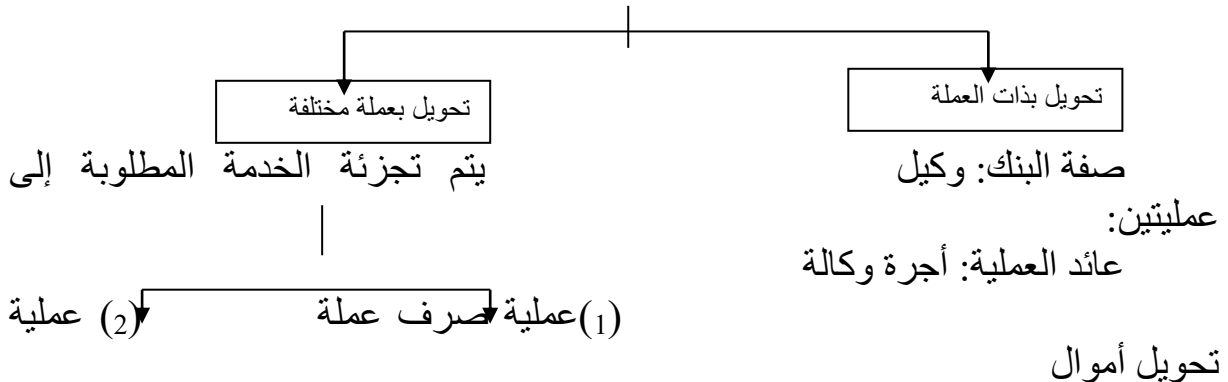 تحويل بذات العملة
تحويل بعملة مختلفة
صفة البنك: وكيل يتم تجزئة الخدمة المطلوبة إلى
عمليتين:
عائد العملية: أجرة وكالة
(1)عملية صرف عملة (2) عملية
تحويل أموال